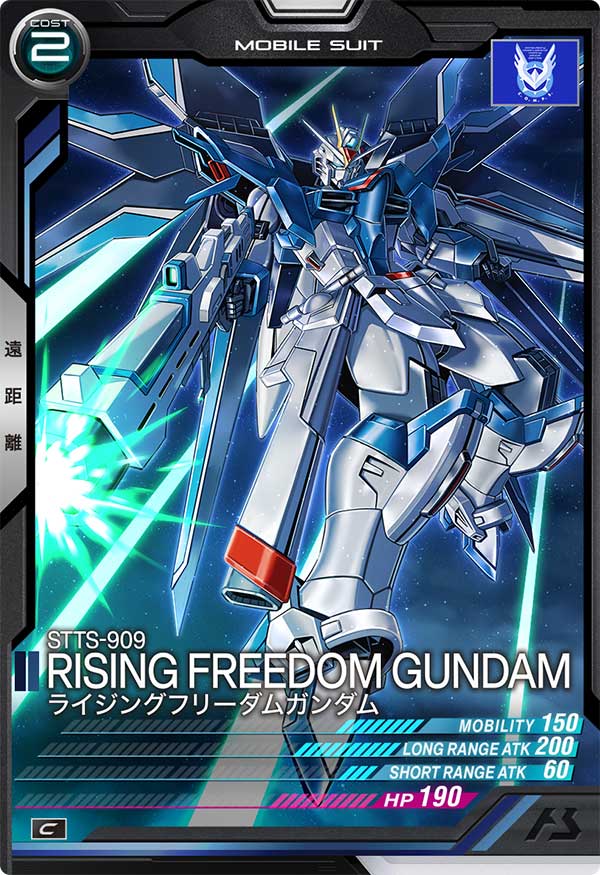 COST
2
MOBILE SUIT
C.O.M.P.
遠距離
STTS-909
RISING FREEDOM GUNDAM
ライジングフリーダムガンダム
MOBILITY 150
LONG RANGE ATK 200
SHORT RANGE ATK 60
HP 190
C